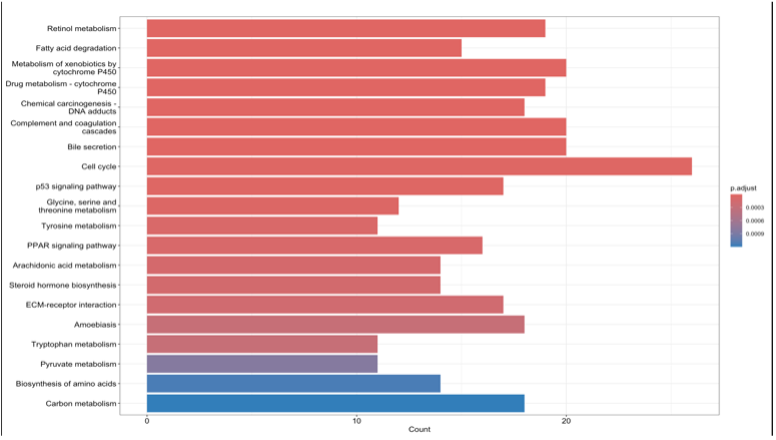 Retinol metabolism
Fatty acid degradation
Metabolism of xenobiotics by
cytochrome P450
Drug metabolism - cytochrome
P450
Chemical carcinogenesis -
DNA adducts
Complement and coagulation
cascades
Bile secretion
Cell cycle
p53 signaling pathway
Glycine, serine and
threonine metabolism
Tyrosine metabolism
PPAR signaling pathway
Arachidonic acid metabolism
Steroid hormone biosynthesis
ECM-receptor interaction
Amoebiasis
Tryptophan metabolism
Pyruvate metabolism
Biosynthesis of amino acids
Carbon metabolism
0 10 20
Count
p.adjust
0.0003
0.0006
0.0009